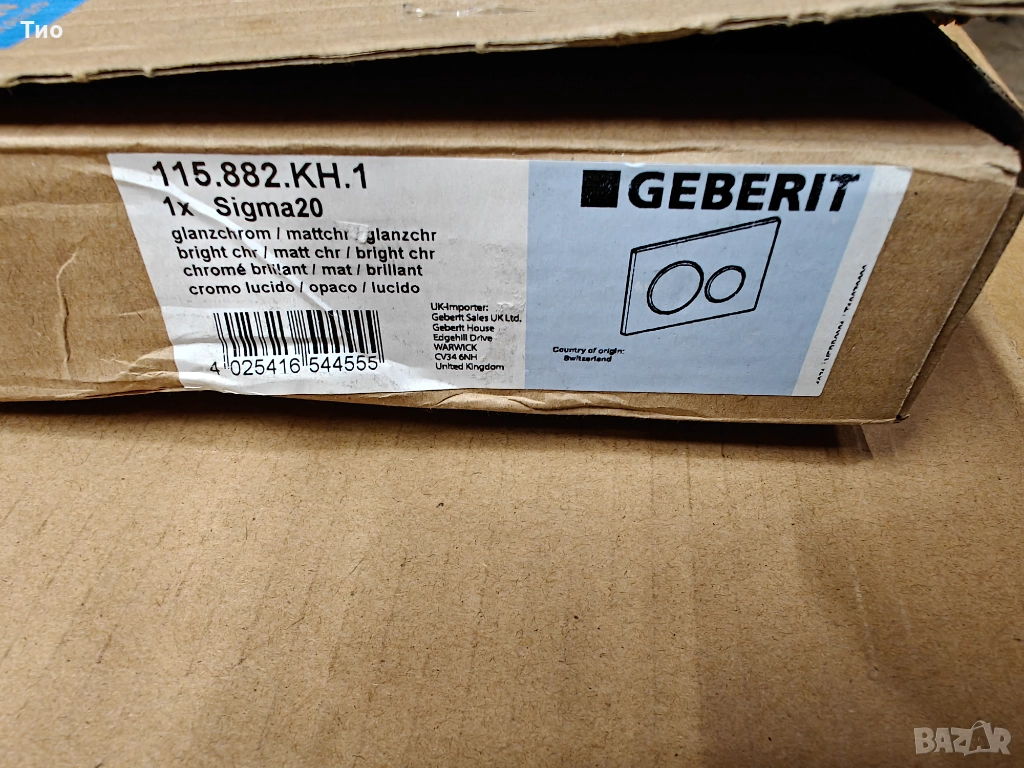 Тио
115.882.KH.1
1x Sigma20
glanzchrom / mattchr / glanzchr
bright chr / matt chr / bright chr
chromé brillant / mat / brillant
cromo lucido / opaco / lucido
4 025416 544555
UK-Importer:
Geberit Sales UK Ltd.
Geberit House
Edgehill Drive
WARWICK
CV34 6NH
United Kingdom
GEBERIT
Country of origin:
Switzerland
BAZAR